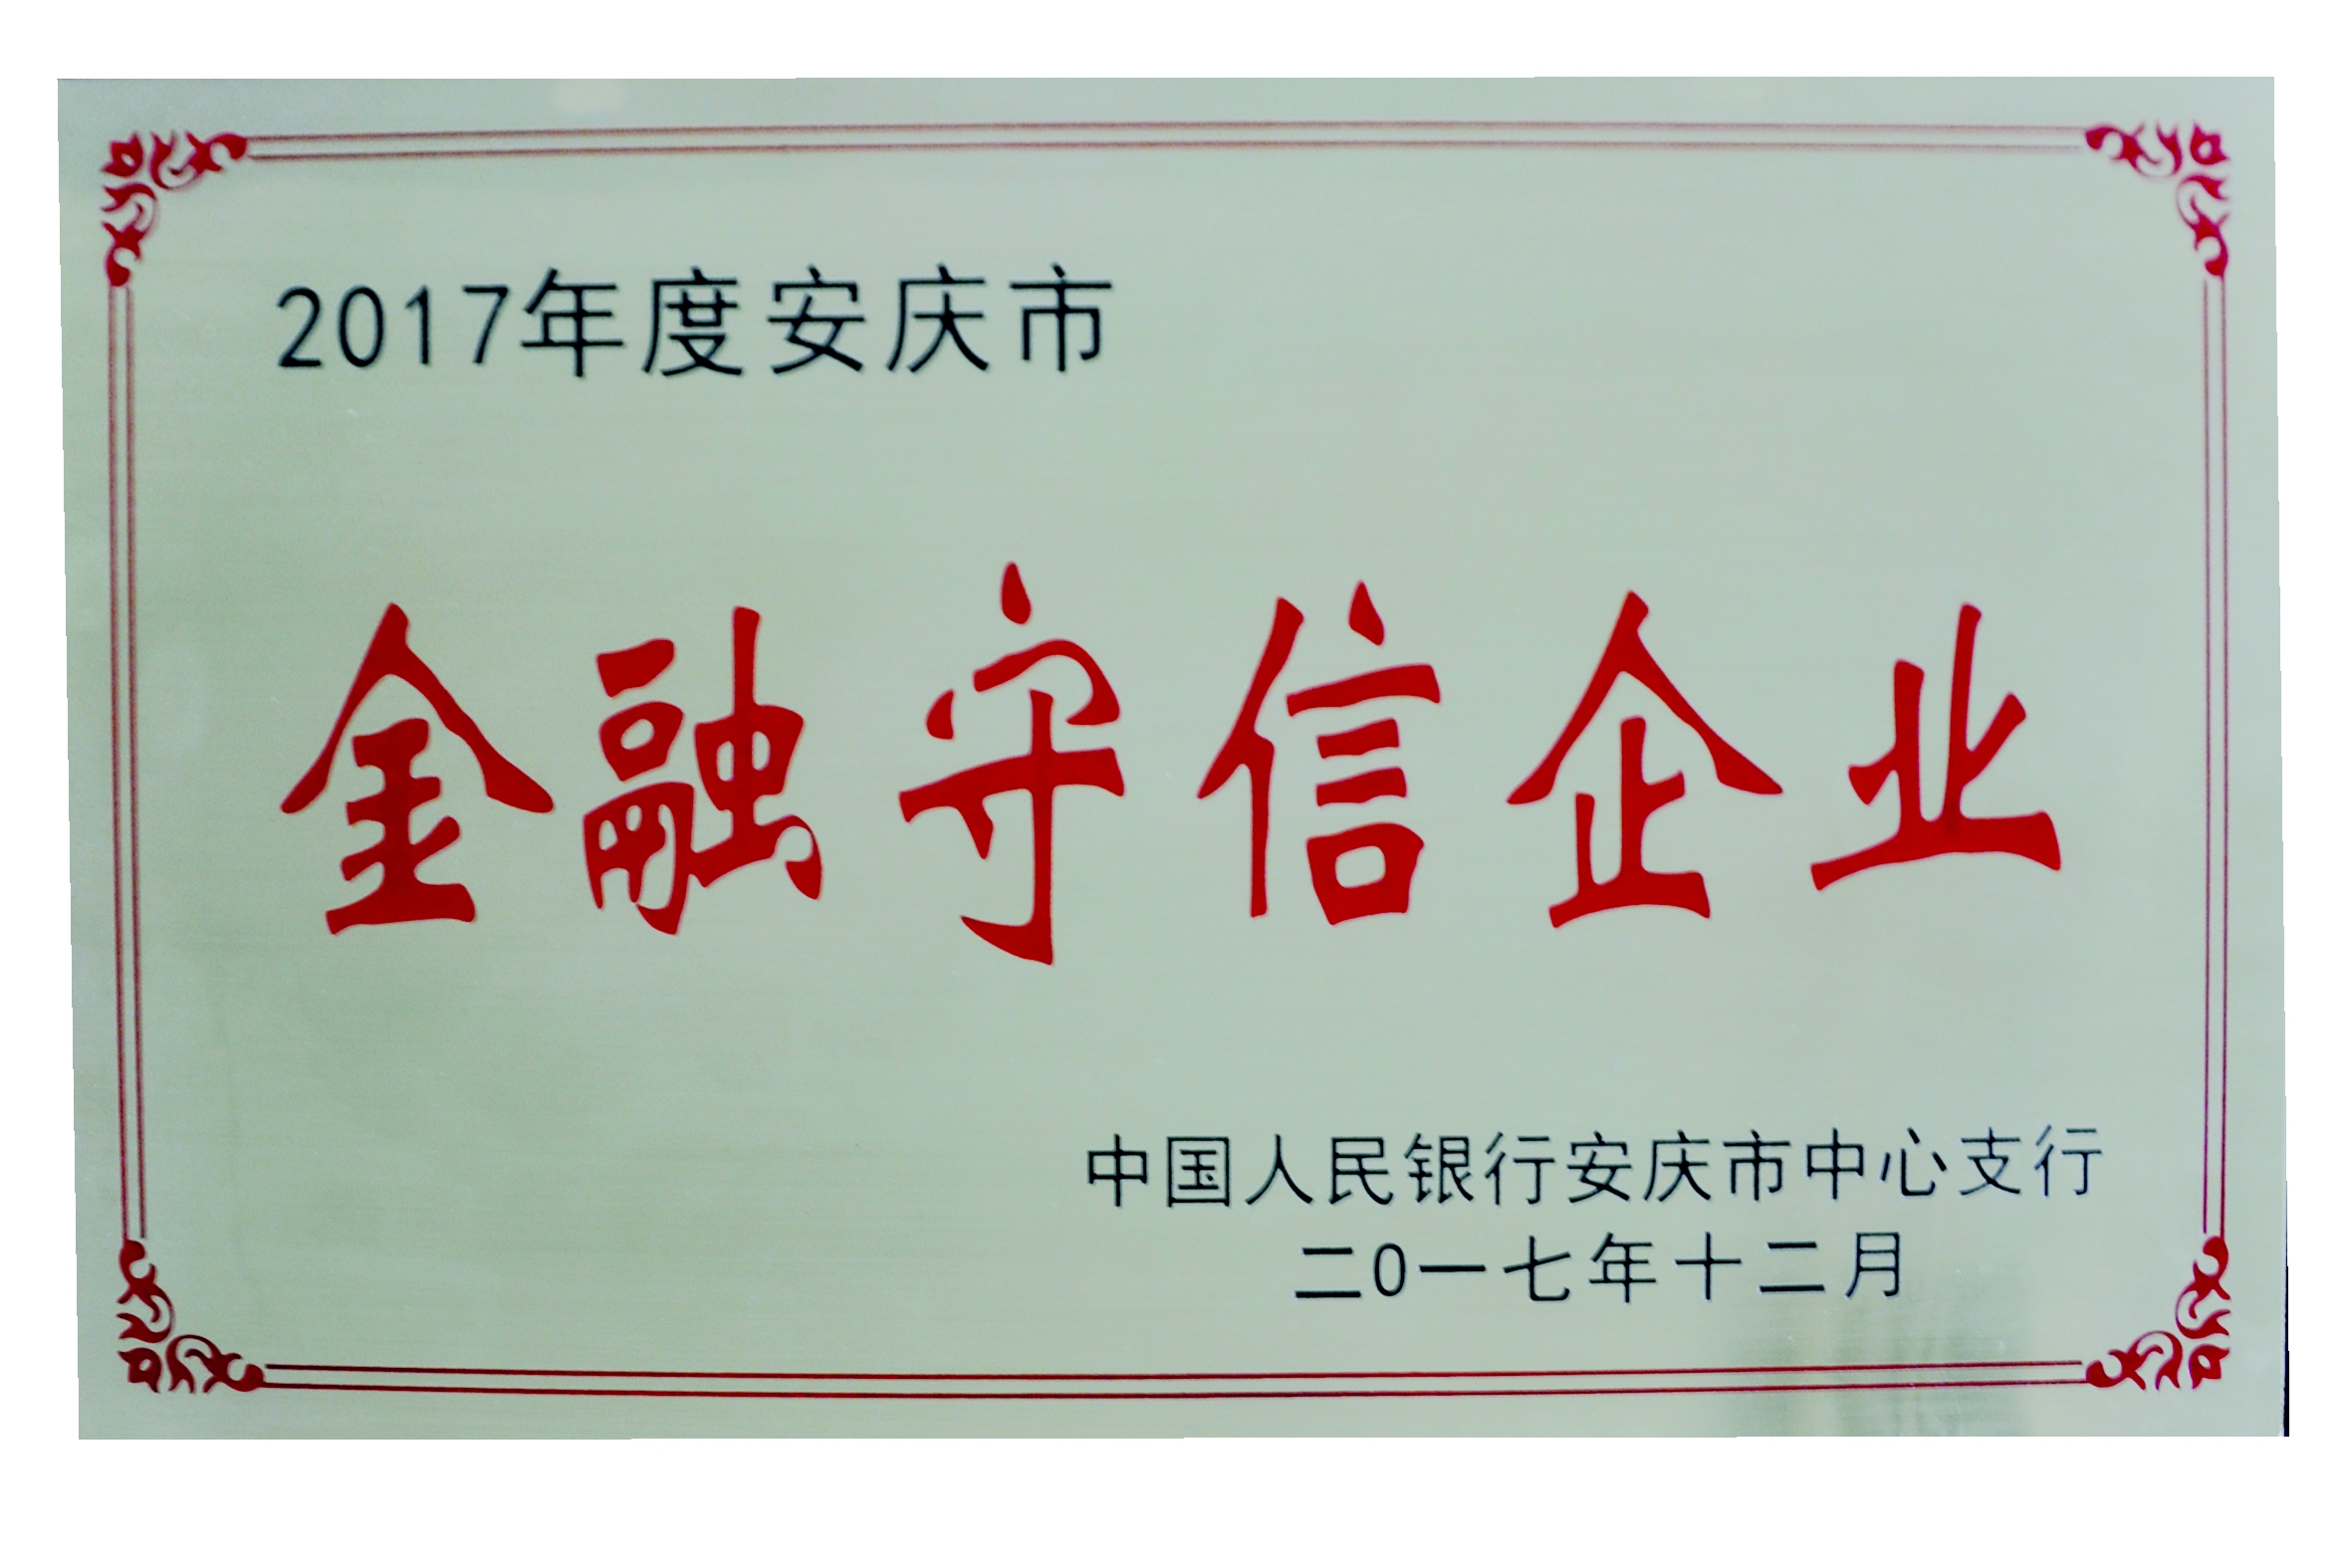 2017年度安庆市
金融守信企业
中国人民银行安庆市中心支行
二0一七年十二月